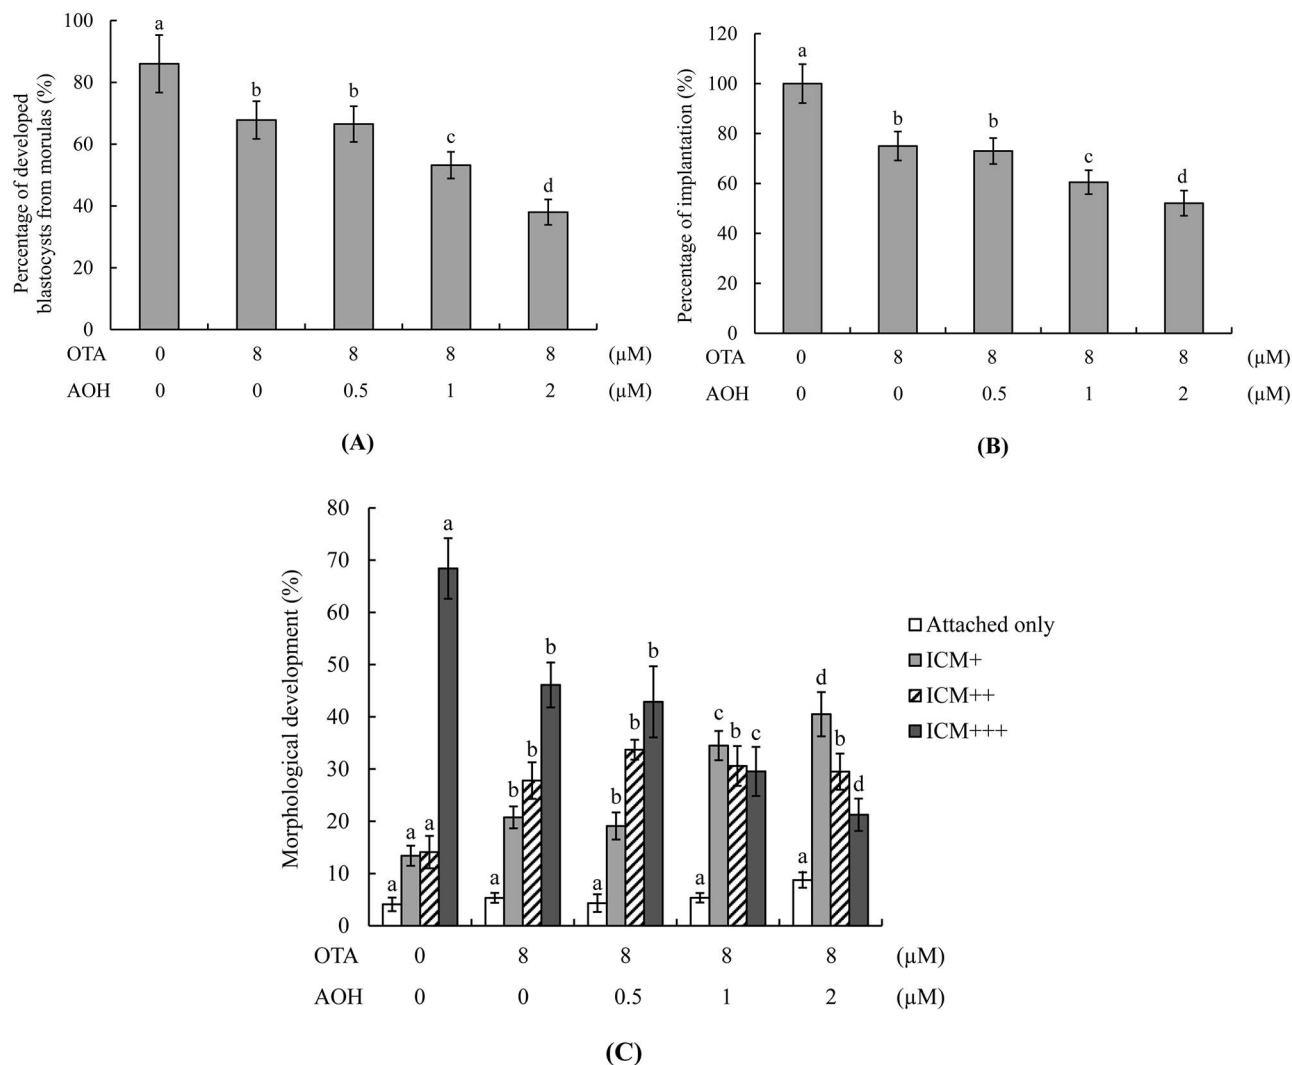 Percentage of developed
blastocysts from morulas (%)
100
80
60
40
20
0
a
b
b
c
d
OTA 0 8 8 8 8 (µM)
AOH 0 0 0.5 1 2 (µM)
(A)
Percentage of implantation (%)
120
100
80
60
40
20
0
a
b
b
c
d
OTA 0 8 8 8 8 (µM)
AOH 0 0 0.5 1 2 (µM)
(B)
Morphological development (%)
80
70
60
50
40
30
20
10
0
a a a a
a b b b
a b b b
a c b c
a d b d
Attached only
ICM+
ICM++
ICM+++
OTA 0 8 8 8 8 (µM)
AOH 0 0 0.5 1 2 (µM)
(C)